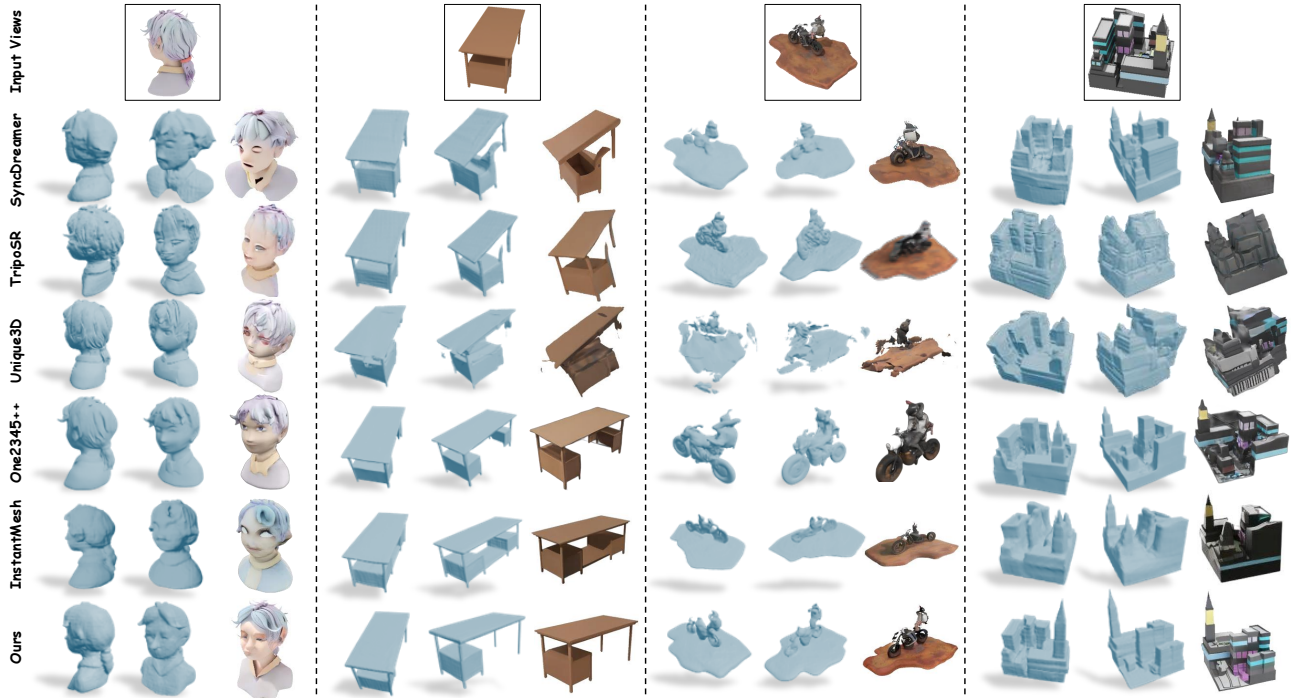 Input Views
SyncDreamer
TripoSR
Unique3D
One2345++
InstantMesh
Ours